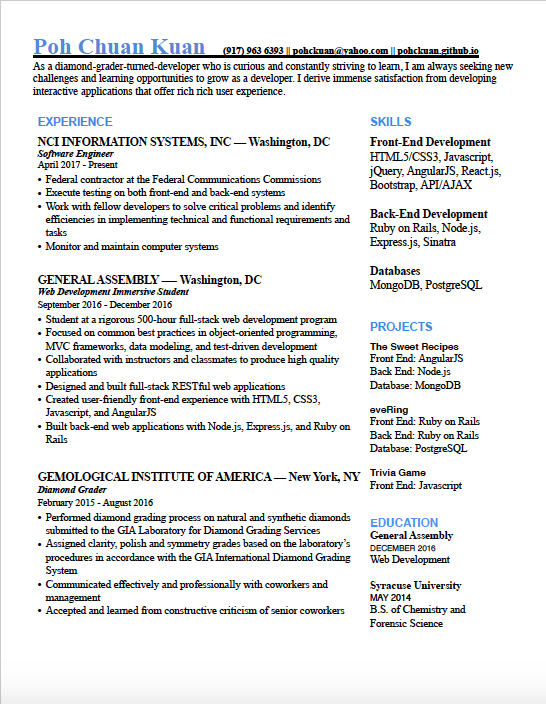 Poh Chuan Kuan (917) 963 6393 || pohckuan@yahoo.com || pohckuan.github.io
As a diamond-grader-turned-developer who is curious and constantly striving to learn, I am always seeking new
challenges and learning opportunities to grow as a developer. I derive immense satisfaction from developing
interactive applications that offer rich rich user experience.
EXPERIENCE
NCI INFORMATION SYSTEMS, INC — Washington, DC
Software Engineer
April 2017 - Present
• Federal contractor at the Federal Communications Commissions
• Execute testing on both front-end and back-end systems
• Work with fellow developers to solve critical problems and identify
efficiencies in implementing technical and functional requirements and
tasks
• Monitor and maintain computer systems
GENERAL ASSEMBLY — Washington, DC
Web Development Immersive Student
September 2016 - December 2016
• Student at a rigorous 500-hour full-stack web development program
• Focused on common best practices in object-oriented programming,
MVC frameworks, data modeling, and test-driven development
• Collaborated with instructors and classmates to produce high quality
applications
• Designed and built full-stack RESTful web applications
• Created user-friendly front-end experience with HTML5, CSS3,
Javascript, and AngularJS
• Built back-end web applications with Node.js, Express.js, and Ruby on
Rails
GEMOLOGICAL INSTITUTE OF AMERICA — New York, NY
Diamond Grader
February 2015 - August 2016
• Performed diamond grading process on natural and synthetic diamonds
submitted to the GIA Laboratory for Diamond Grading Services
• Assigned clarity, polish and symmetry grades based on the laboratory’s
procedures in accordance with the GIA International Diamond Grading
System
• Communicated effectively and professionally with coworkers and
management
• Accepted and learned from constructive criticism of senior coworkers
SKILLS
Front-End Development
HTML5/CSS3, Javascript,
jQuery, AngularJS, React.js,
Bootstrap, API/AJAX
Back-End Development
Ruby on Rails, Node.js,
Express.js, Sinatra
Databases
MongoDB, PostgreSQL
PROJECTS
The Sweet Recipes
Front End: AngularJS
Back End: Node.js
Database: MongoDB
eveRing
Front End: Ruby on Rails
Back End: Ruby on Rails
Database: PostgreSQL
Trivia Game
Front End: Javascript
EDUCATION
General Assembly
DECEMBER 2016
Web Development
Syracuse University
MAY 2014
B.S. of Chemistry and
Forensic Science